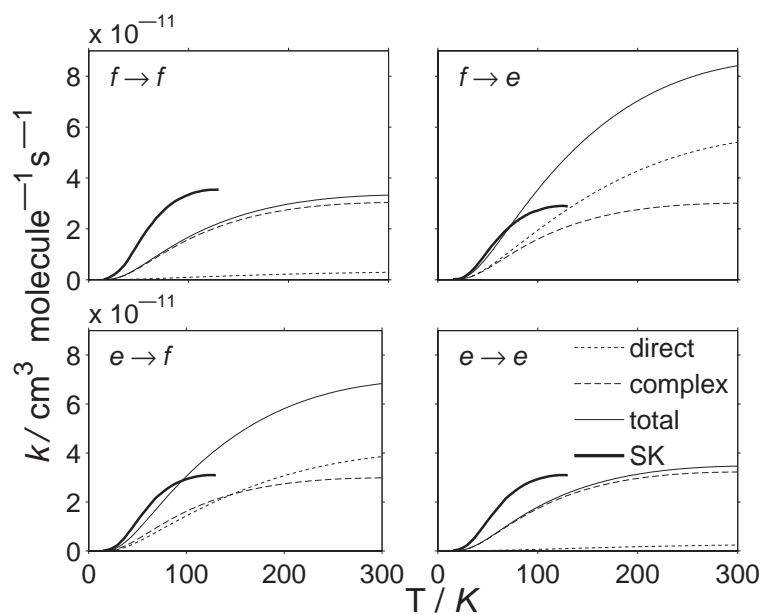 x 10⁻¹¹
f → f
f → e
8
6
4
2
0
x 10⁻¹¹
e → f
e → e
8
6
4
2
0
direct
complex
total
SK
0 100 200 300
0 100 200 300
T / K
k / cm³ molecule⁻¹ s⁻¹